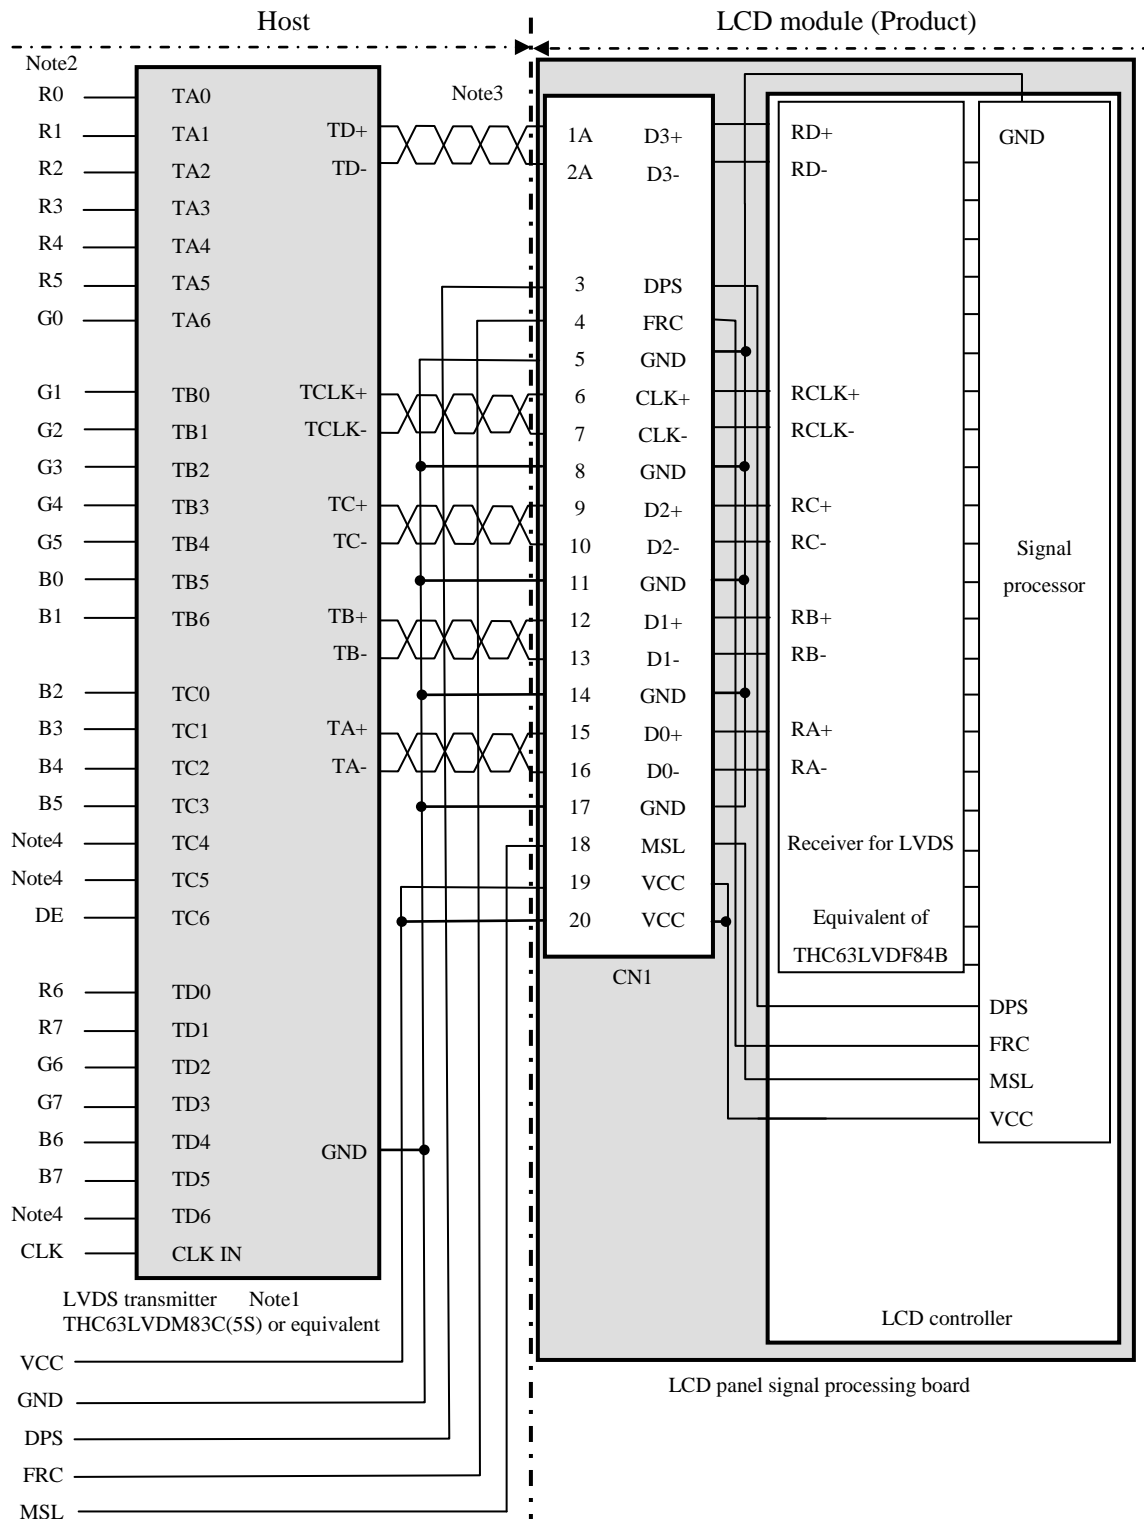 Host
LCD module (Product)
Note2
Note3
R0
R1
R2
R3
R4
R5
G0
G1
G2
G3
G4
G5
B0
B1
B2
B3
B4
B5
Note4
Note4
DE
R6
R7
G6
G7
B6
B7
Note4
CLK
TA0
TA1
TA2
TA3
TA4
TA5
TA6
TB0
TB1
TB2
TB3
TB4
TB5
TB6
TC0
TC1
TC2
TC3
TC4
TC5
TC6
TD0
TD1
TD2
TD3
TD4
TD5
TD6
CLK IN
TD+
TD-
TCLK+
TCLK-
TC+
TC-
TB+
TB-
TA+
TA-
GND
LVDS transmitter Note1
THC63LVDM83C(5S) or equivalent
VCC
GND
DPS
FRC
MSL
1A D3+
2A D3-
3 DPS
4 FRC
5 GND
6 CLK+
7 CLK-
8 GND
9 D2+
10 D2-
11 GND
12 D1+
13 D1-
14 GND
15 D0+
16 D0-
17 GND
18 MSL
19 VCC
20 VCC
CN1
RD+
RD-
RCLK+
RCLK-
RC+
RC-
RB+
RB-
RA+
RA-
Receiver for LVDS
Equivalent of
THC63LVDF84B
GND
Signal
processor
DPS
FRC
MSL
VCC
LCD controller
LCD panel signal processing board